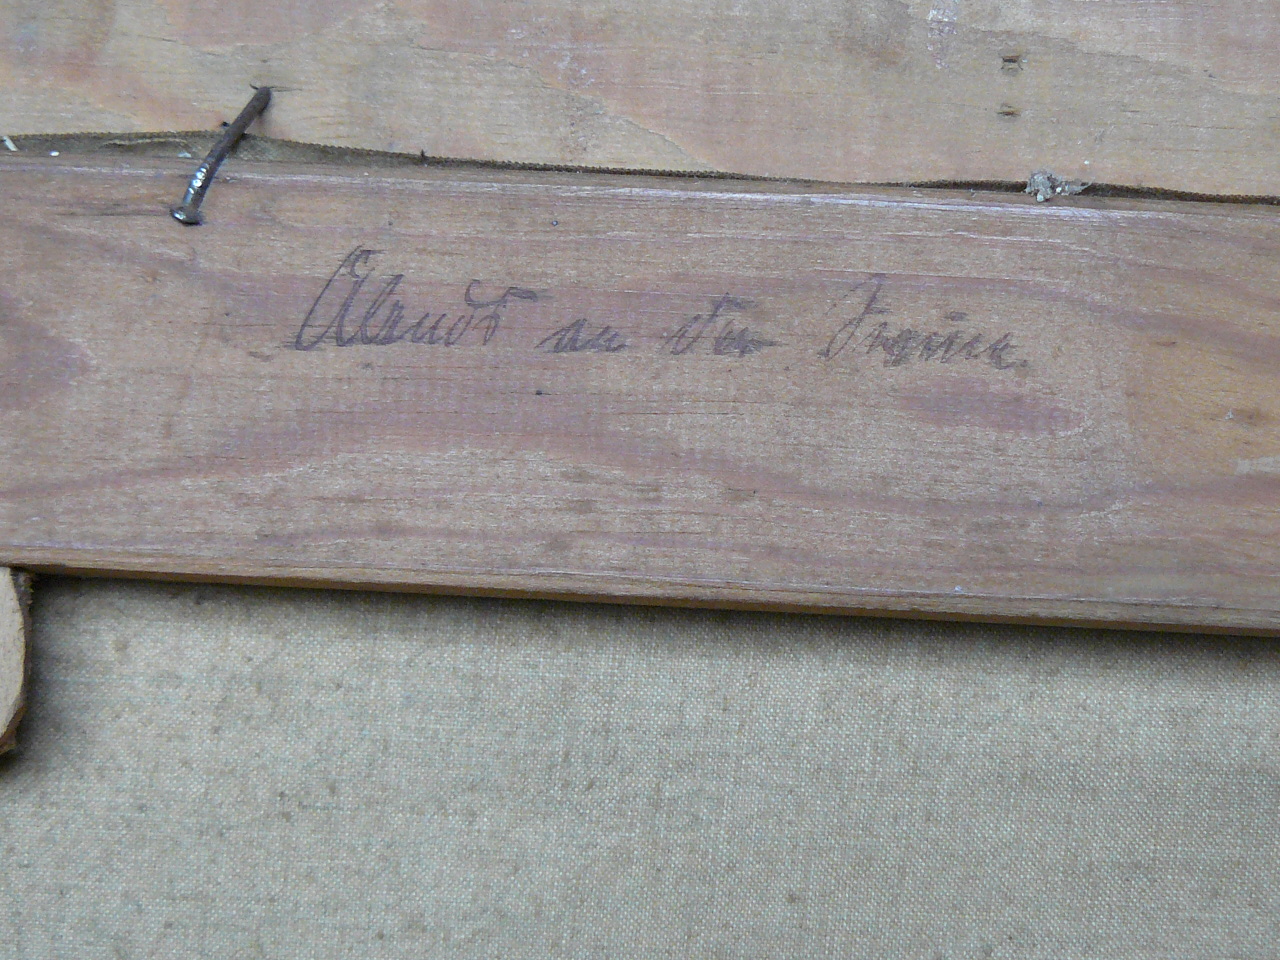 Abend an der Traun.